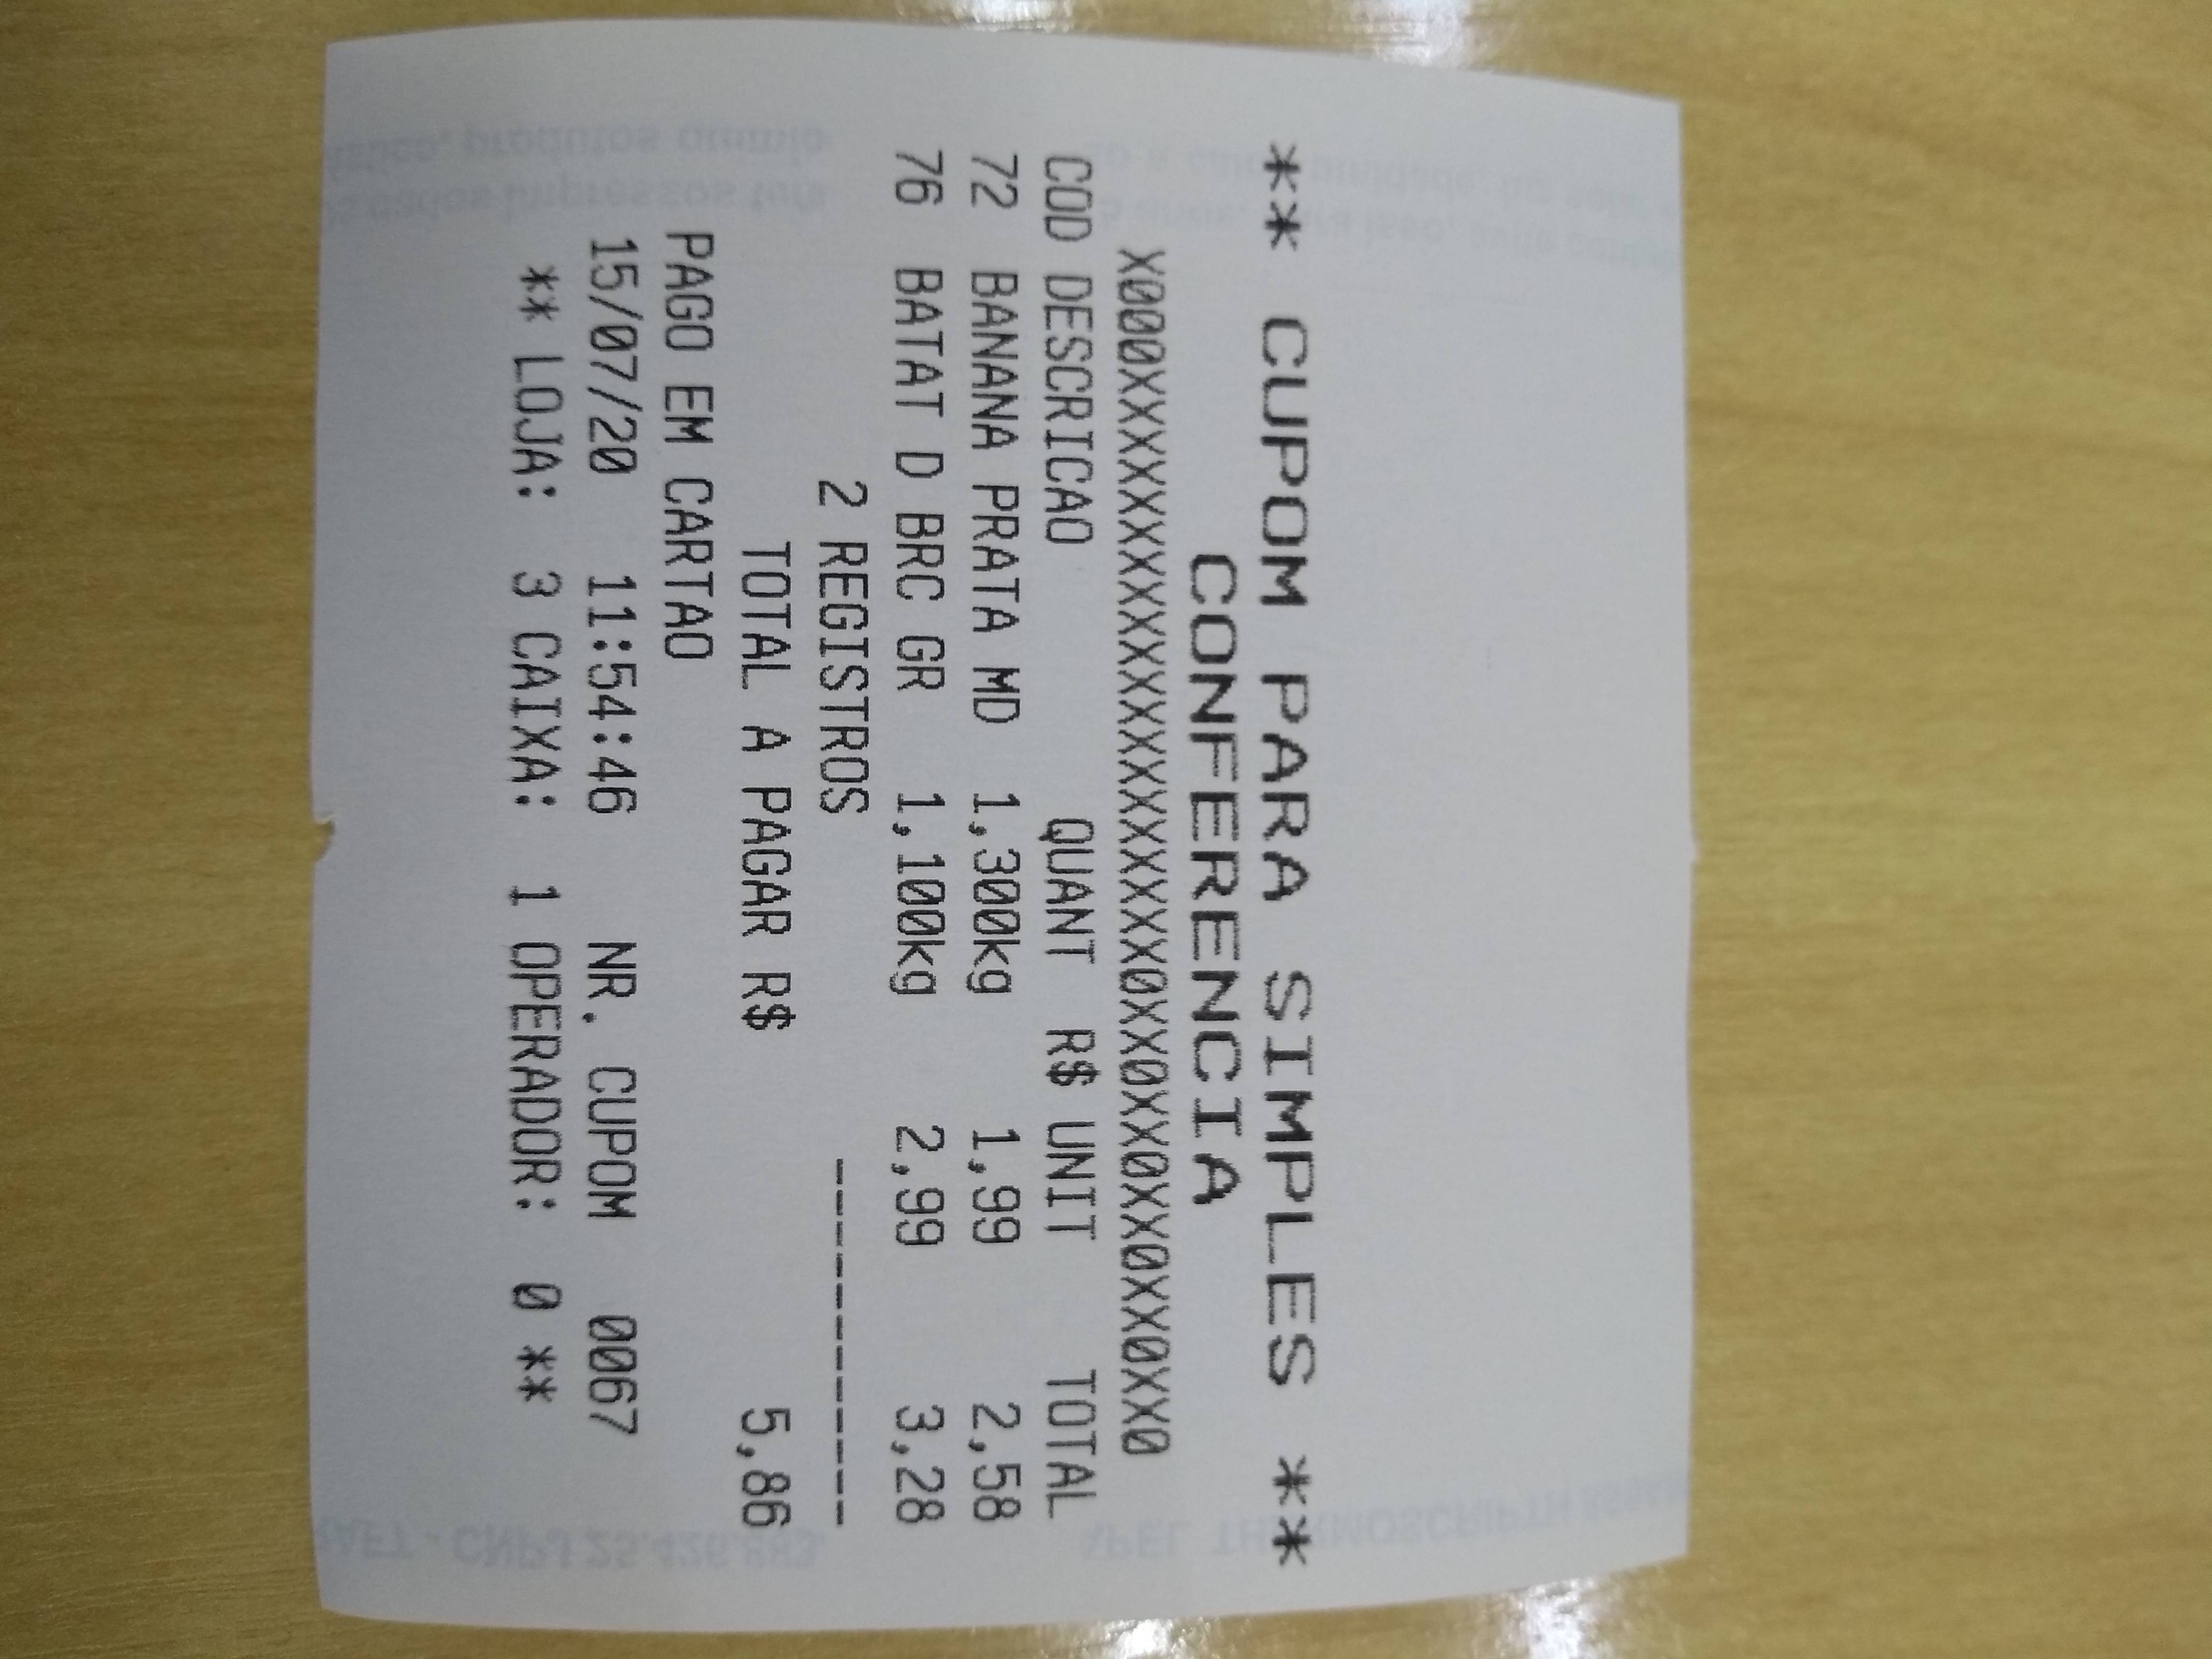 ** CUPOM PARA SIMPLES **
CONFERENCIA
X000XXXXXXXXXXXXXXXXXXXX0XX0XX0XX0XX0XX0XX0
COD DESCRICAO QUANT R$ UNIT TOTAL
72 BANANA PRATA MD 1,300kg 1,99 2,58
76 BATAT D BRC GR 1,100kg 2,99 3,28
2 REGISTROS ----------
TOTAL A PAGAR R$ 5,86
PAGO EM CARTAO
15/07/20 11:54:46 NR. CUPOM 0067
** LOJA: 3 CAIXA: 1 OPERADOR: 0 **